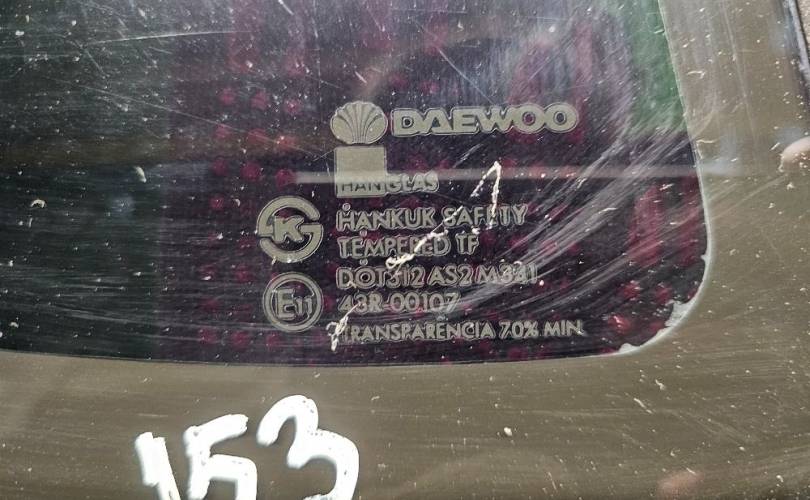 DAEWOO
HANGLAS
K HANKUK SAFETY
TEMPERED TF
DOT312 AS2 M331
E11 43R-00107
TRANSPARENCIA 70% MIN
153